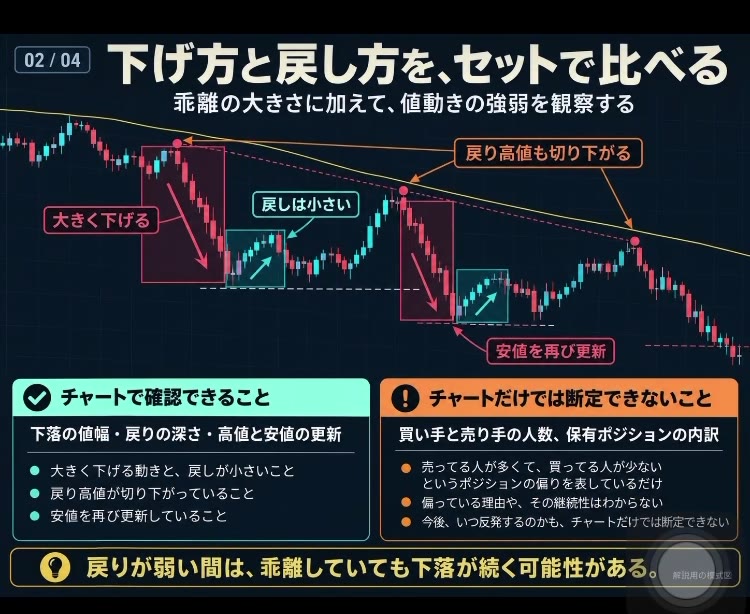 02 / 04
下げ方と戻し方を、セットで比べる
乖離の大きさに加えて、値動きの強弱を観察する
戻り高値も切り下がる
戻しは小さい
大きく下げる
安値を再び更新
チャートで確認できること
下落の値幅・戻りの深さ・高値と安値の更新
大きく下げる動きと、戻しが小さいこと
戻り高値が切り下がっていること
安値を再び更新していること
チャートだけでは断定できないこと
買い手と売り手の人数、保有ポジションの内訳
売ってる人が多くて、買ってる人が少ない
というポジションの偏りを表しているだけ
偏っている理由や、その継続性はわからない
今後、いつ反発するのかも、チャートだけでは断定できない
戻りが弱い間は、乖離していても下落が続く可能性がある。
解説用の模式図